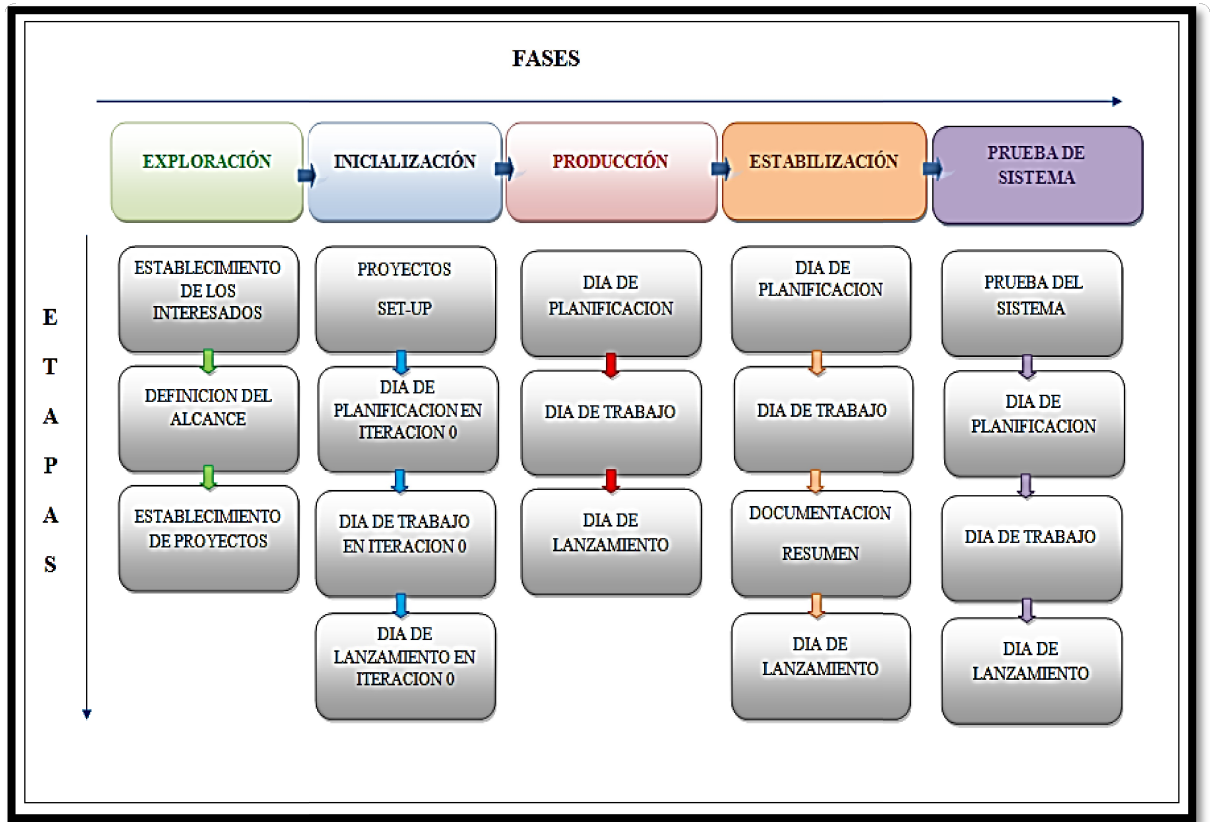 FASES
EXPLORACIÓN
INICIALIZACIÓN
PRODUCCIÓN
ESTABILIZACIÓN
PRUEBA DE
SISTEMA
E
T
A
P
A
S
ESTABLECIMIENTO
DE LOS
INTERESADOS
DEFINICION DEL
ALCANCE
ESTABLECIMIENTO
DE PROYECTOS
PROYECTOS
SET-UP
DIA DE
PLANIFICACION EN
ITERACION 0
DIA DE TRABAJO
EN ITERACION 0
DIA DE
LANZAMIENTO EN
ITERACION 0
DIA DE
PLANIFICACION
DIA DE TRABAJO
DIA DE
LANZAMIENTO
DIA DE
PLANIFICACION
DIA DE TRABAJO
DOCUMENTACION
RESUMEN
DIA DE
LANZAMIENTO
PRUEBA DEL
SISTEMA
DIA DE
PLANIFICACION
DIA DE TRABAJO
DIA DE
LANZAMIENTO